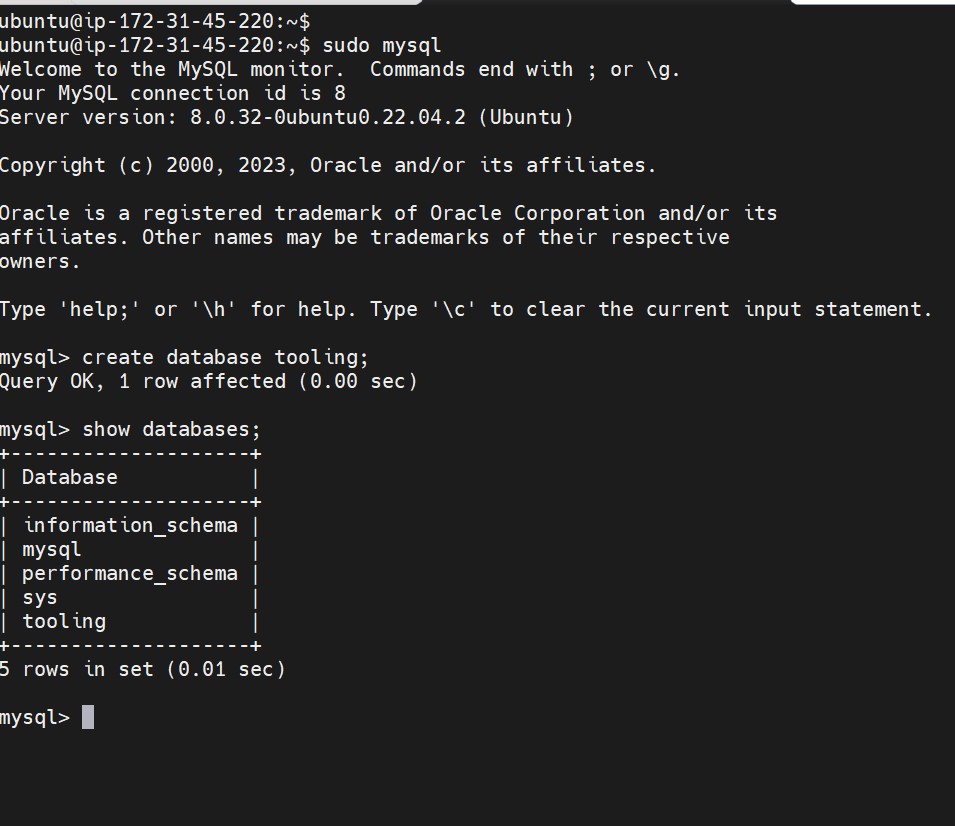 ubuntu@ip-172-31-45-220:~$
ubuntu@ip-172-31-45-220:~$ sudo mysql
Welcome to the MySQL monitor.  Commands end with ; or \g.
Your MySQL connection id is 8
Server version: 8.0.32-0ubuntu0.22.04.2 (Ubuntu)

Copyright (c) 2000, 2023, Oracle and/or its affiliates.

Oracle is a registered trademark of Oracle Corporation and/or its
affiliates. Other names may be trademarks of their respective
owners.

Type 'help;' or '\h' for help. Type '\c' to clear the current input statement.

mysql> create database tooling;
Query OK, 1 row affected (0.00 sec)

mysql> show databases;
+--------------------+
| Database           |
+--------------------+
| information_schema |
| mysql              |
| performance_schema |
| sys                |
| tooling            |
+--------------------+
5 rows in set (0.01 sec)

mysql>